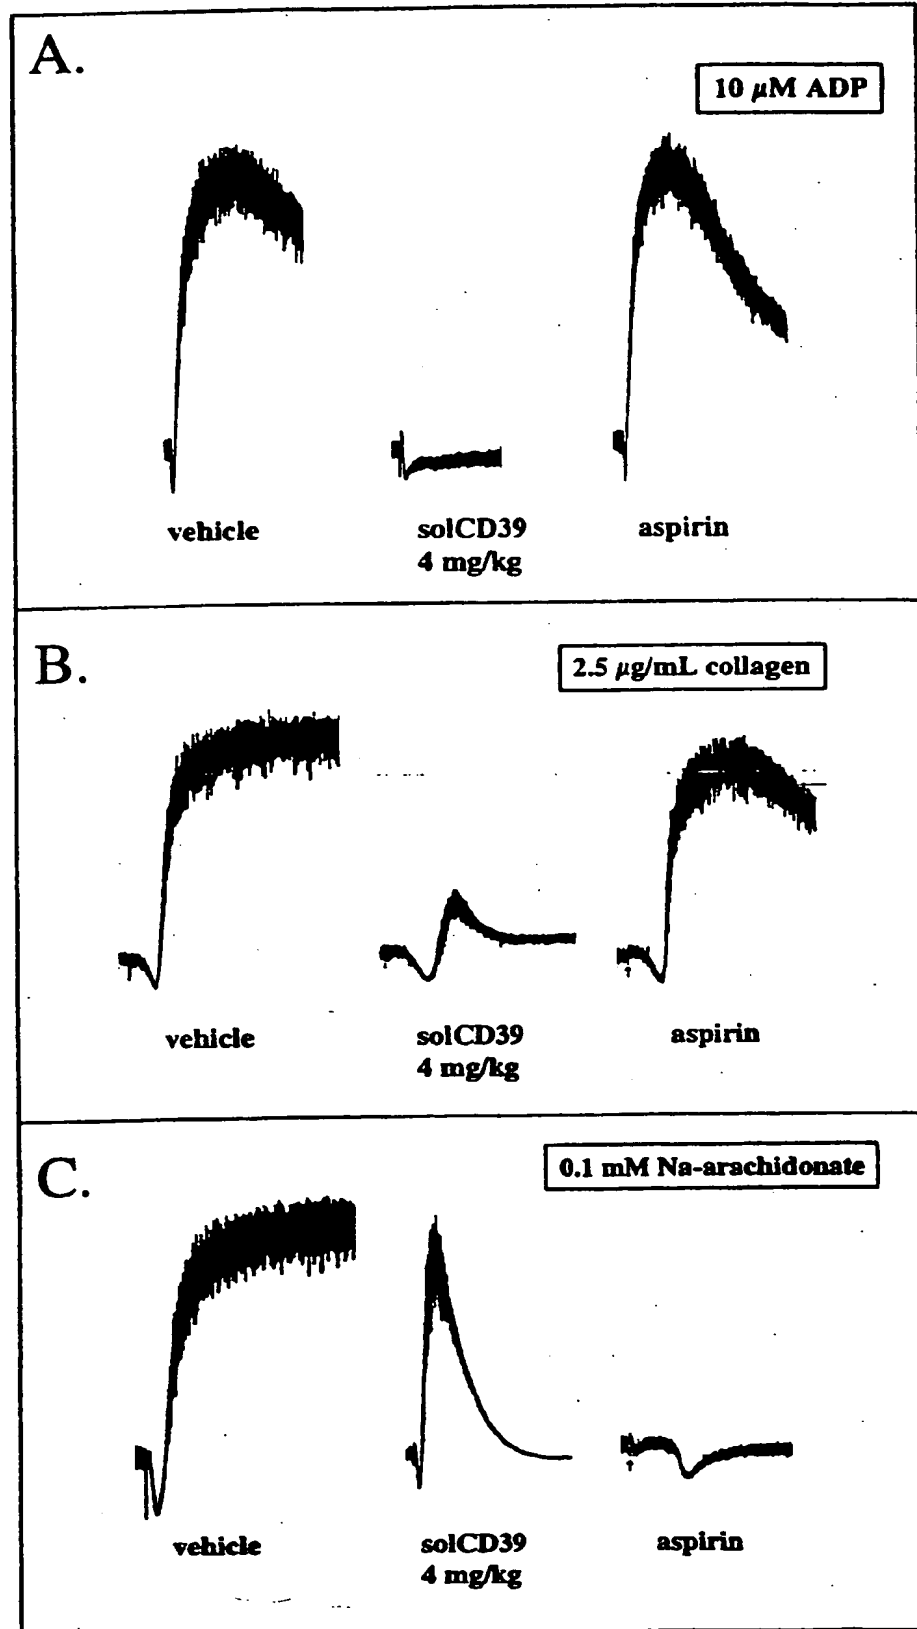 A.
10 μM ADP
vehicle
solCD39
4 mg/kg
aspirin
B.
2.5 μg/mL collagen
vehicle
solCD39
4 mg/kg
aspirin
C.
0.1 mM Na-arachidonate
vehicle
solCD39
4 mg/kg
aspirin